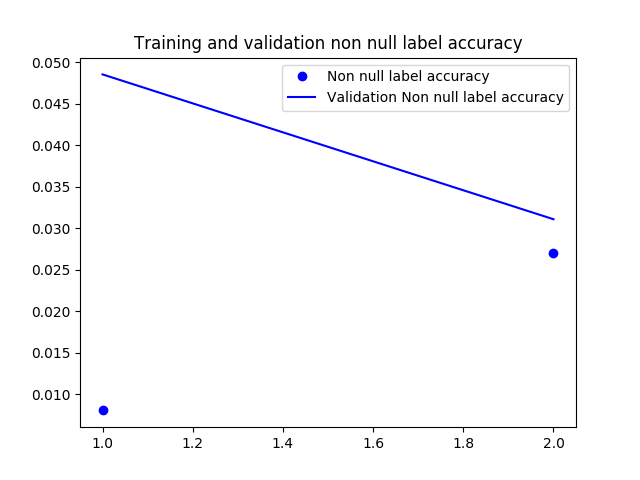 Training and validation non null label accuracy
Non null label accuracy
Validation Non null label accuracy
0.050
0.045
0.040
0.035
0.030
0.025
0.020
0.015
0.010
1.0 1.2 1.4 1.6 1.8 2.0